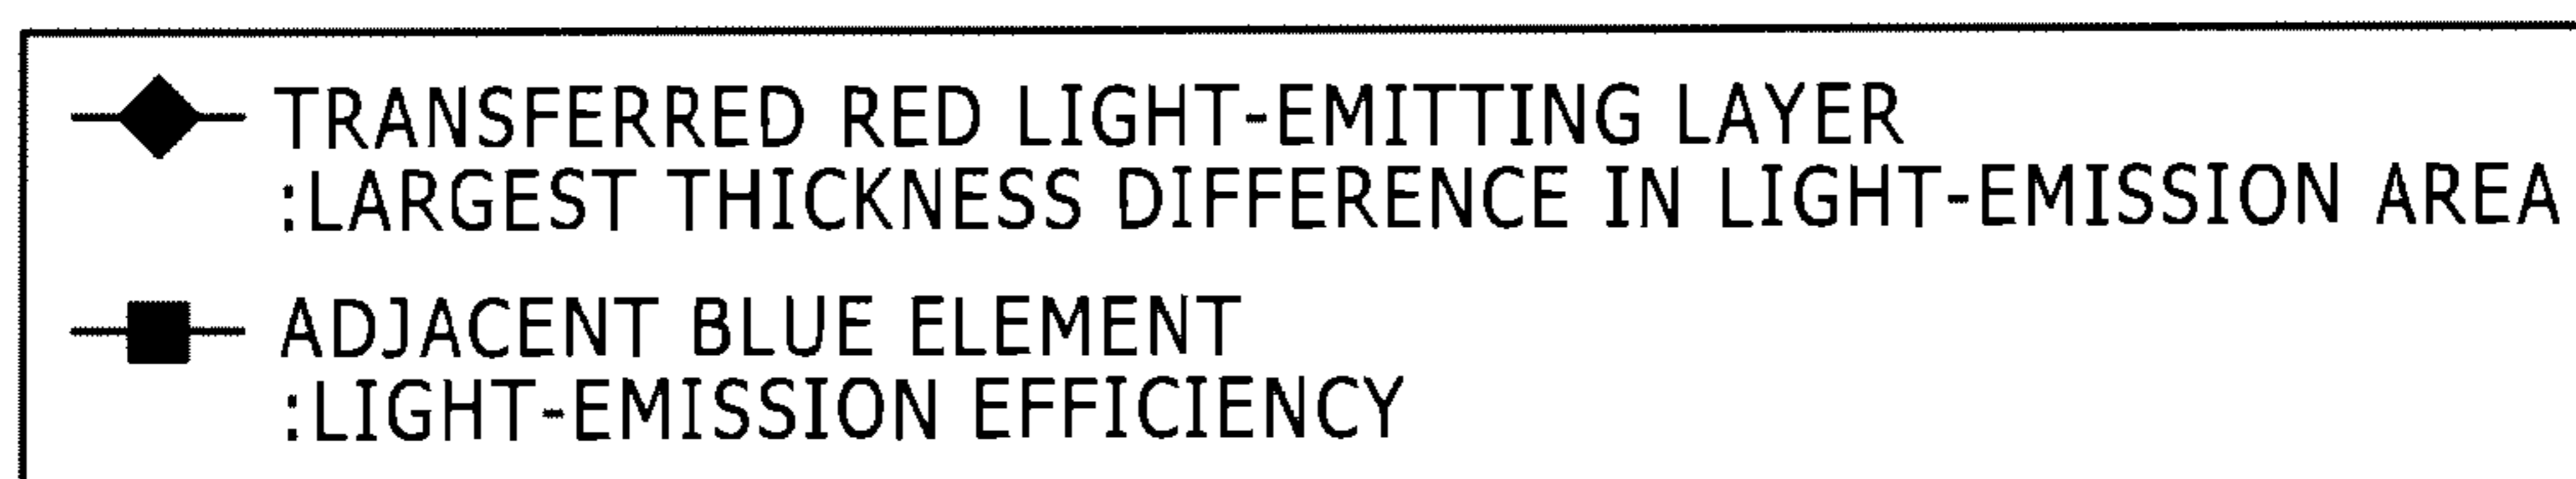 TRANSFERRED RED LIGHT-EMITTING LAYER
:LARGEST THICKNESS DIFFERENCE IN LIGHT-EMISSION AREA
ADJACENT BLUE ELEMENT
:LIGHT-EMISSION EFFICIENCY